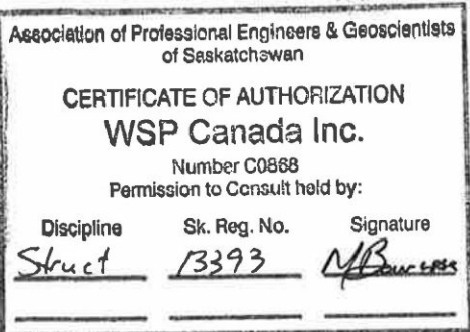 Association of Professional Engineers & Geoscientists
of Saskatchewan
CERTIFICATE OF AUTHORIZATION
WSP Canada Inc.
Number C0868
Permission to Consult held by:
Discipline Sk. Reg. No. Signature
Struct 13393